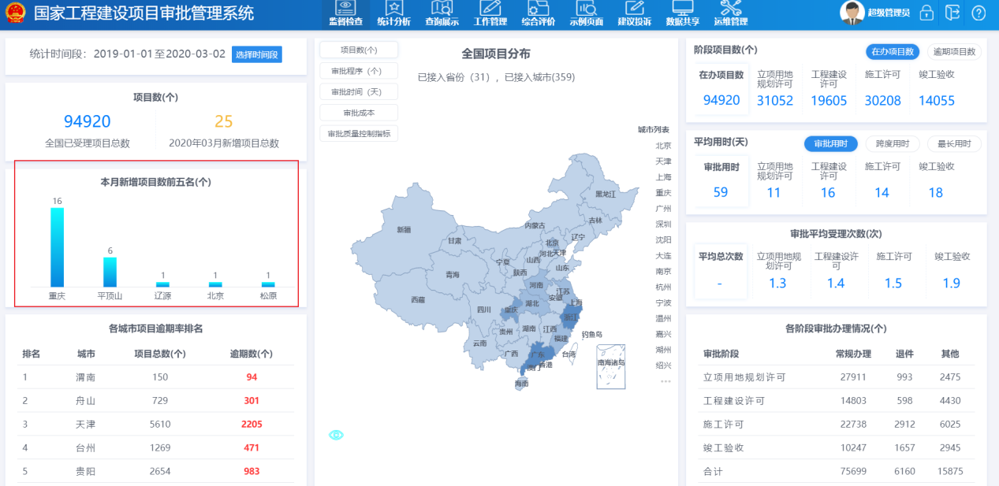 国家工程建设项目审批管理系统
监督检查 统计分析 查询展示 工作管理 综合评价 示例页面 建议投诉 数据共享 运维管理
超级管理员
统计时间段：2019-01-01至2020-03-02 选择时间段
项目数(个)
94920 25
全国已受理项目总数 2020年03月新增项目总数
本月新增项目数前五名(个)
16
6
1 1 1
重庆 平顶山 辽源 北京 松原
各城市项目逾期率排名
排名 城市 项目总数(个) 逾期数(个)
1 渭南 150 94
2 舟山 729 301
3 天津 5610 2205
4 台州 1269 471
5 贵阳 2654 983
项目数(个)
审批程序（个）
审批时间（天）
审批成本
审批质量控制指标
全国项目分布
已接入省份（31），已接入城市(359)
黑龙江
吉林
辽宁
内蒙古
新疆
甘肃
北京
河北 天津
宁夏
山西
山东
青海
陕西
河南
江苏
西藏
安徽
上海
四川
重庆
湖北
浙江
贵州
湖南
江西
福建
钓鱼岛
云南
广西
广东
台湾
澳门
香港
南海诸岛
海南
城市列表
北京
天津
上海
重庆
广州
深圳
沈阳
大连
南京
杭州
宁波
温州
嘉兴
湖州
绍兴
...
阶段项目数(个) 在办项目数 逾期项目数
在办项目数 立项用地规划许可 工程建设许可 施工许可 竣工验收
94920 31052 19605 30208 14055
平均用时(天) 审批用时 跨度用时 最长用时
审批用时 立项用地规划许可 工程建设许可 施工许可 竣工验收
59 11 16 14 18
审批平均受理次数(次)
平均总次数 立项用地规划许可 工程建设许可 施工许可 竣工验收
- 1.3 1.4 1.5 1.9
各阶段审批办理情况(个)
审批阶段 常规办理 退件 其他
立项用地规划许可 27911 993 2475
工程建设许可 14803 598 4430
施工许可 22738 2912 6025
竣工验收 10247 1657 2945
合计 75699 6160 15875